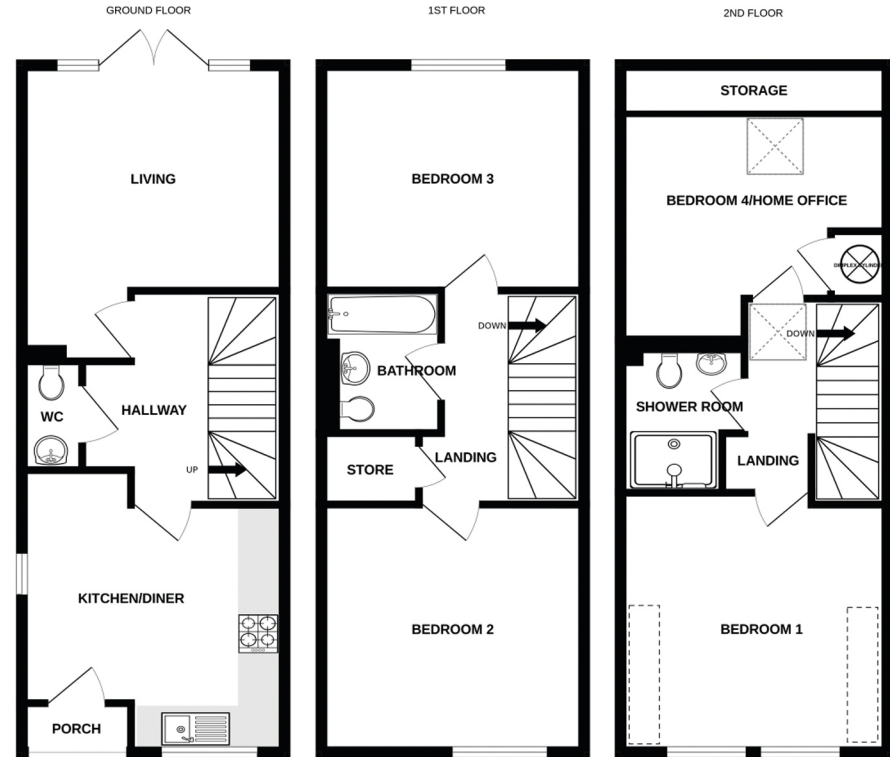 GROUND FLOOR
LIVING
WC
HALLWAY
UP
KITCHEN/DINER
PORCH
1ST FLOOR
BEDROOM 3
DOWN
BATHROOM
LANDING
STORE
BEDROOM 2
2ND FLOOR
STORAGE
BEDROOM 4/HOME OFFICE
DOWN
SHOWER ROOM
LANDING
BEDROOM 1